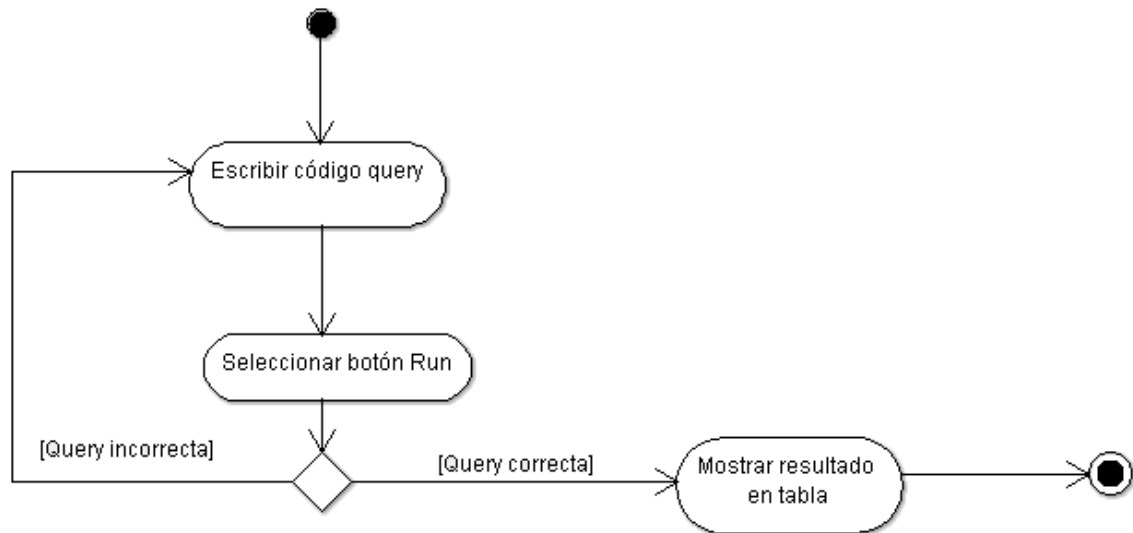 Escribir código query
Seleccionar botón Run
[Query incorrecta]
[Query correcta]
Mostrar resultado
en tabla